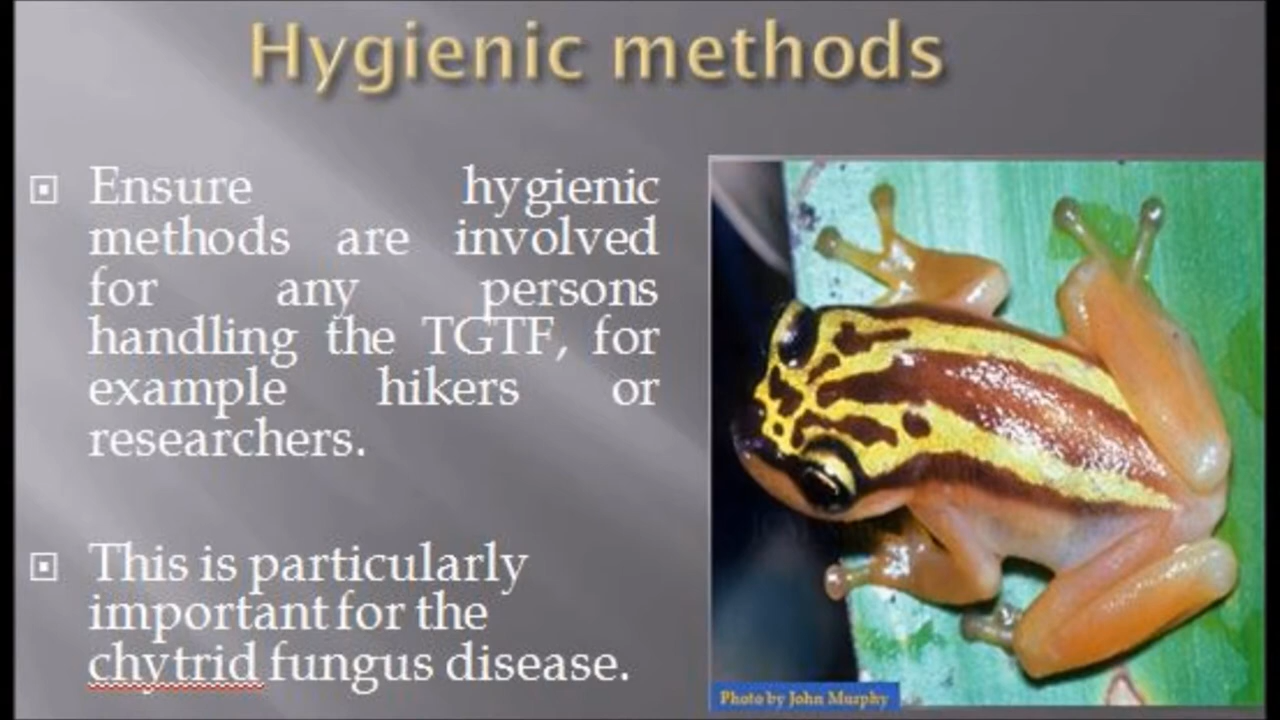 Hygienic methods
Ensure hygienic
methods are involved
for any persons
handling the TGTF, for
example hikers or
researchers.
This is particularly
important for the
chytrid fungus disease.
Photo by John Murphy